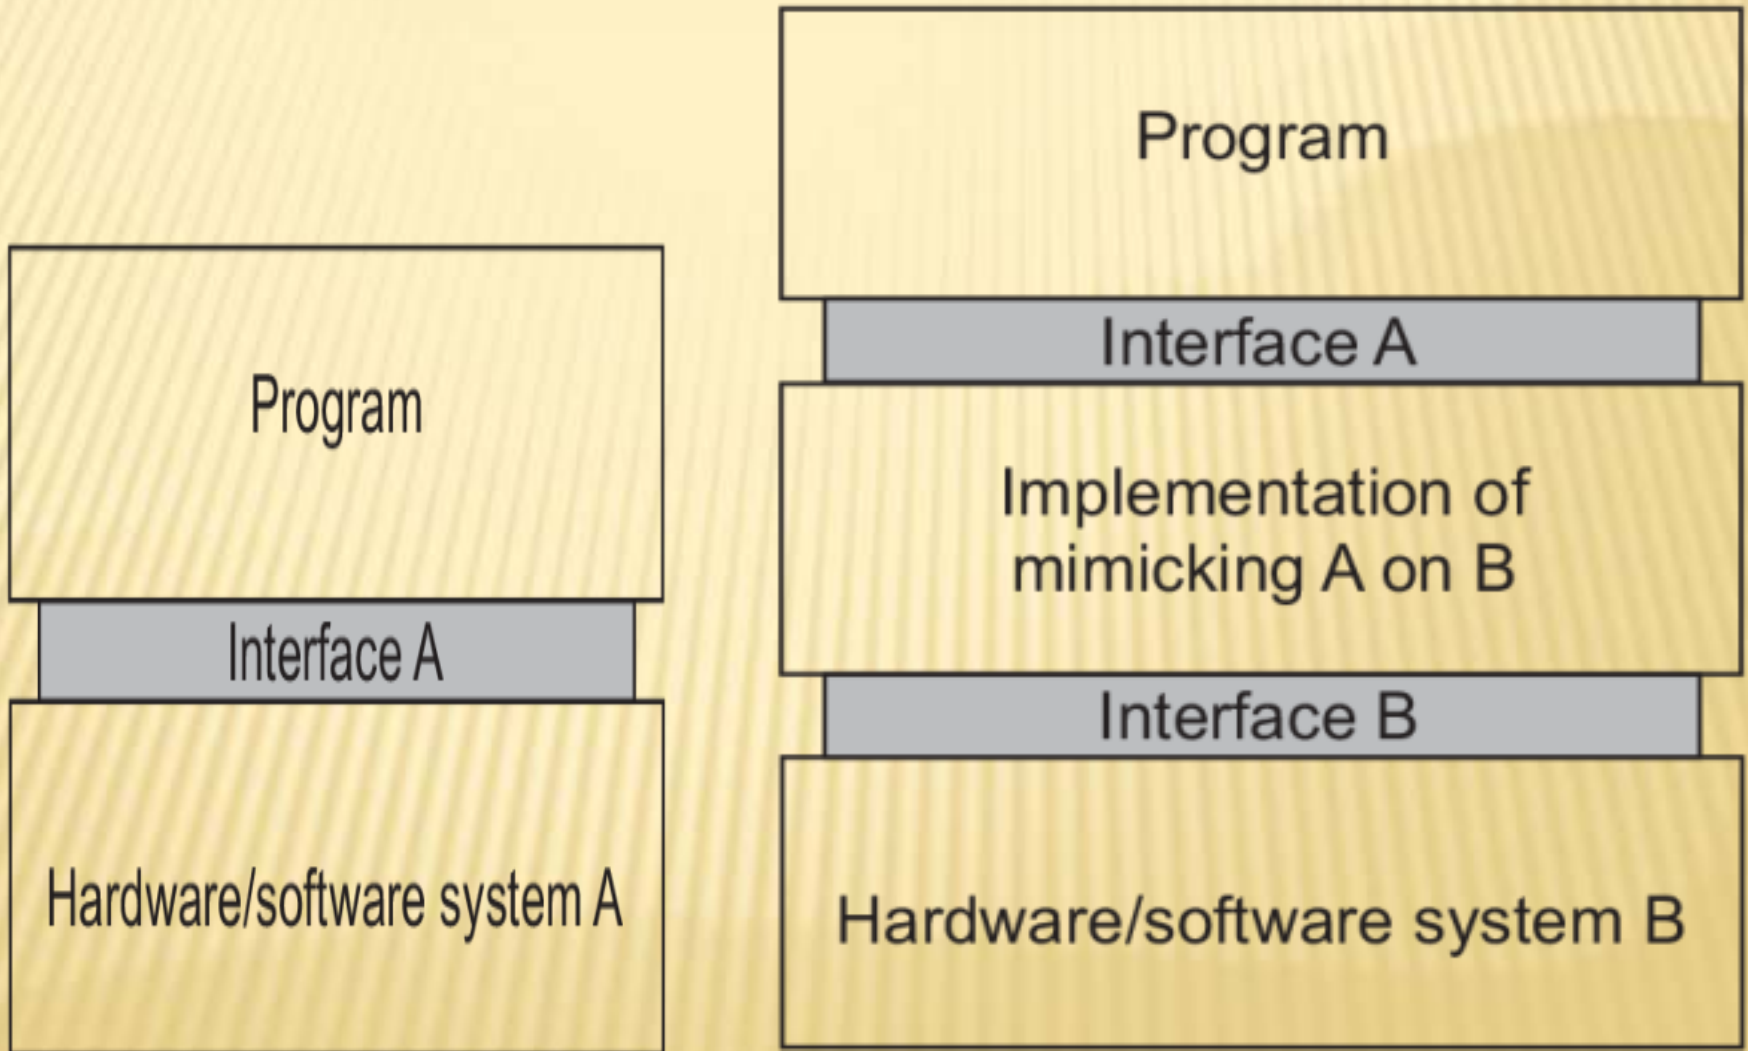 Program
Interface A
Hardware/software system A
Program
Interface A
Implementation of
mimicking A on B
Interface B
Hardware/software system B